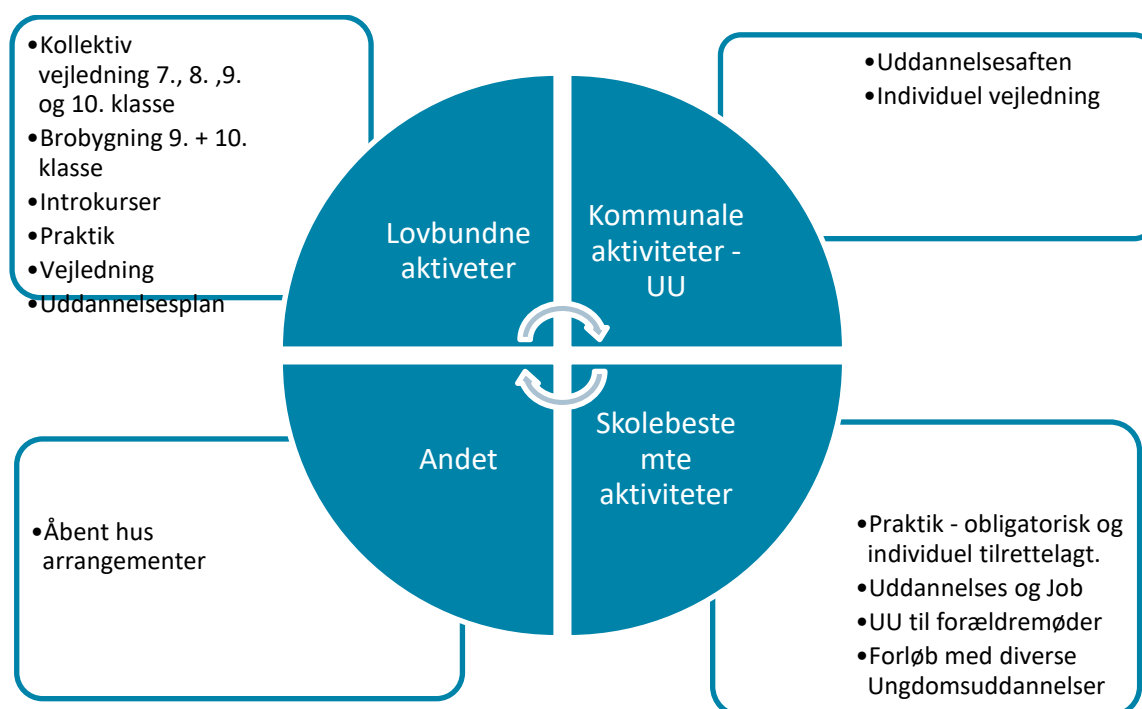 •Kollektiv
vejledning 7., 8. ,9.
og 10. klasse
•Brobygning 9. + 10.
klasse
•Introkurser
•Praktik
•Vejledning
•Uddannelsesplan
•Uddannelsesaften
•Individuel vejledning
Lovbundne
aktiveter
Kommunale
aktiviteter -
UU
Andet
Skolebeste
mte
aktiviteter
•Åbent hus
arrangementer
•Praktik - obligatorisk og
individuel tilrettelagt.
•Uddannelses og Job
•UU til forældremøder
•Forløb med diverse
Ungdomsuddannelser